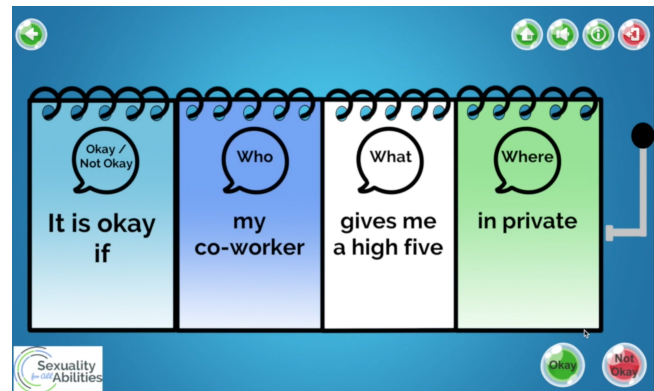 Okay /
Not Okay
Who
What
Where
It is okay
if
my
co-worker
gives me
a high five
in private
Sexuality
for All Abilities
Okay
Not
Okay